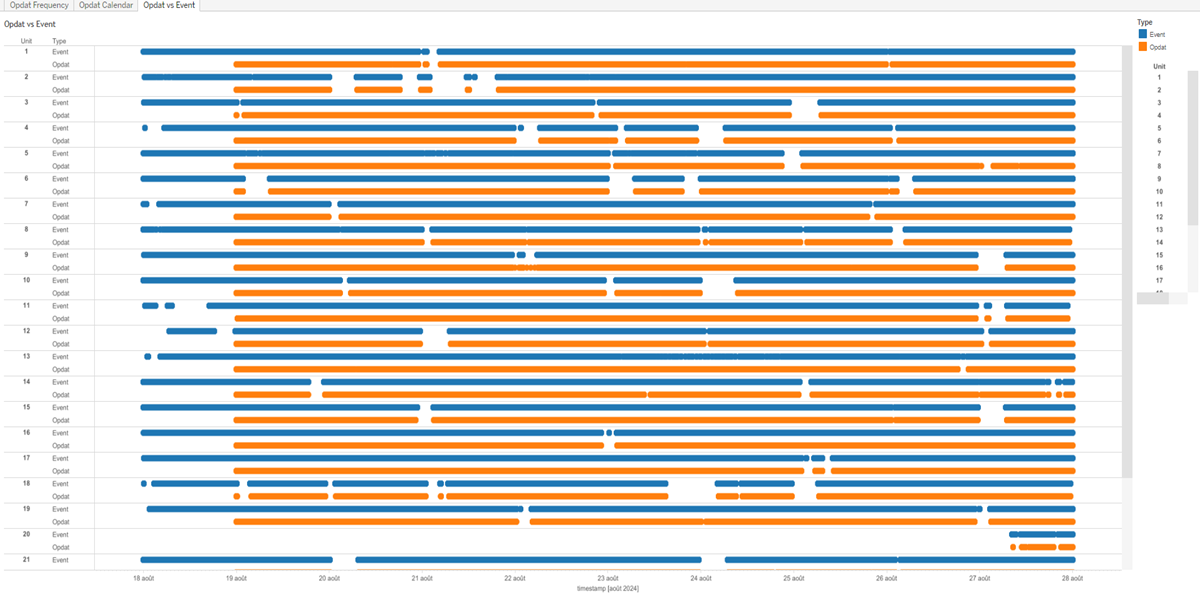 Opdat Frequency Opdat Calendar Opdat vs Event
Opdat vs Event
Unit Type
1 Event
Opdat
2 Event
Opdat
3 Event
Opdat
4 Event
Opdat
5 Event
Opdat
6 Event
Opdat
7 Event
Opdat
8 Event
Opdat
9 Event
Opdat
10 Event
Opdat
11 Event
Opdat
12 Event
Opdat
13 Event
Opdat
14 Event
Opdat
15 Event
Opdat
16 Event
Opdat
17 Event
Opdat
18 Event
Opdat
19 Event
Opdat
20 Event
Opdat
21 Event
18 août 19 août 20 août 21 août 22 août 23 août 24 août 25 août 26 août 27 août 28 août
timestamp [août 2024]
Type
Event
Opdat
Unit
1
2
3
4
5
6
7
8
9
10
11
12
13
14
15
16
17